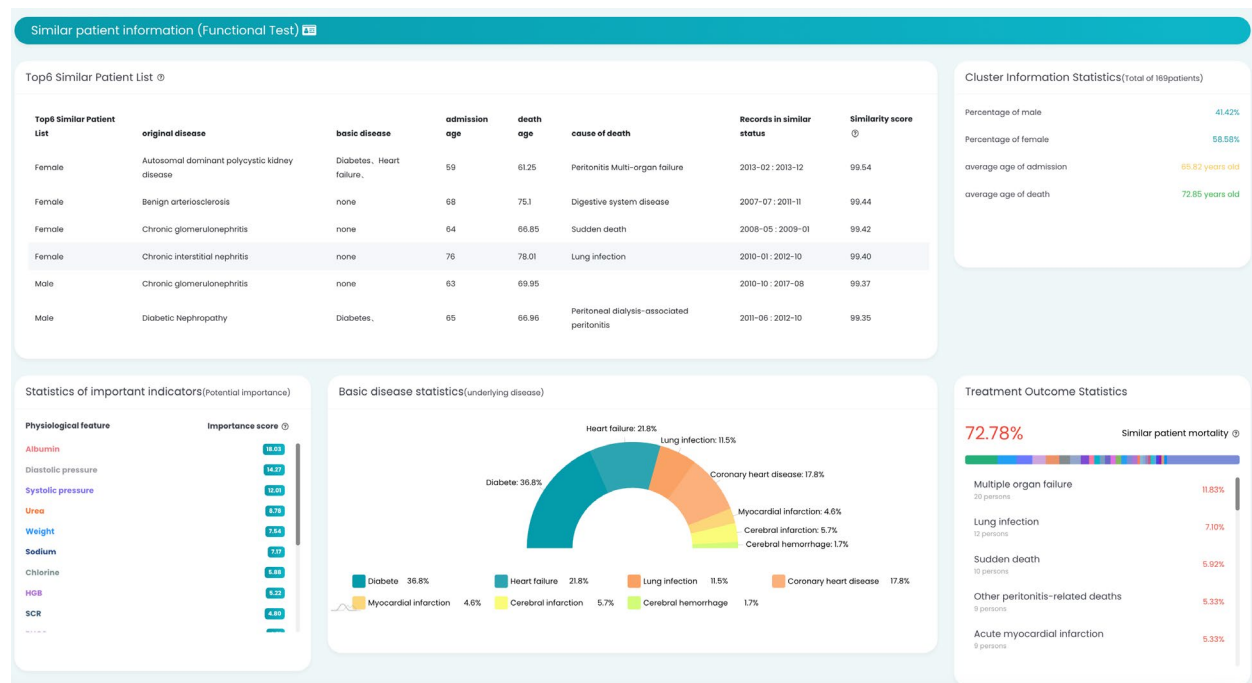 Similar patient information (Functional Test)
Top6 Similar Patient List
Top6 Similar Patient List original disease basic disease admission age death age cause of death Records in similar status Similarity score
Female Autosomal dominant polycystic kidney disease Diabetes、Heart failure、 59 61.25 Peritonitis Multi-organ failure 2013-02 : 2013-12 99.54
Female Benign arteriosclerosis none 68 75.1 Digestive system disease 2007-07 : 2011-11 99.44
Female Chronic glomerulonephritis none 64 66.85 Sudden death 2008-05 : 2009-01 99.42
Female Chronic interstitial nephritis none 76 78.01 Lung infection 2010-01 : 2012-10 99.40
Male Chronic glomerulonephritis none 63 69.95 2010-10 : 2017-08 99.37
Male Diabetic Nephropathy Diabetes、 65 66.96 Peritoneal dialysis-associated peritonitis 2011-06 : 2012-10 99.35
Cluster Information Statistics(Total of 169patients)
Percentage of male 41.42%
Percentage of female 58.58%
average age of admission 65.82 years old
average age of death 72.85 years old
Statistics of important indicators(Potential importance)
Physiological feature Importance score
Albumin 18.03
Diastolic pressure 14.27
Systolic pressure 12.01
Urea 8.78
Weight 7.54
Sodium 7.17
Chlorine 5.88
HGB 5.22
SCR 4.80
Basic disease statistics(underlying disease)
Heart failure: 21.8%
Lung infection: 11.5%
Diabete: 36.8%
Coronary heart disease: 17.8%
Myocardial infarction: 4.6%
Cerebral infarction: 5.7%
Cerebral hemorrhage: 1.7%
Diabete 36.8% Heart failure 21.8% Lung infection 11.5% Coronary heart disease 17.8%
Myocardial infarction 4.6% Cerebral infarction 5.7% Cerebral hemorrhage 1.7%
Treatment Outcome Statistics
72.78% Similar patient mortality
Multiple organ failure 11.83%
20 persons
Lung infection 7.10%
12 persons
Sudden death 5.92%
10 persons
Other peritonitis-related deaths 5.33%
9 persons
Acute myocardial infarction 5.33%
9 persons